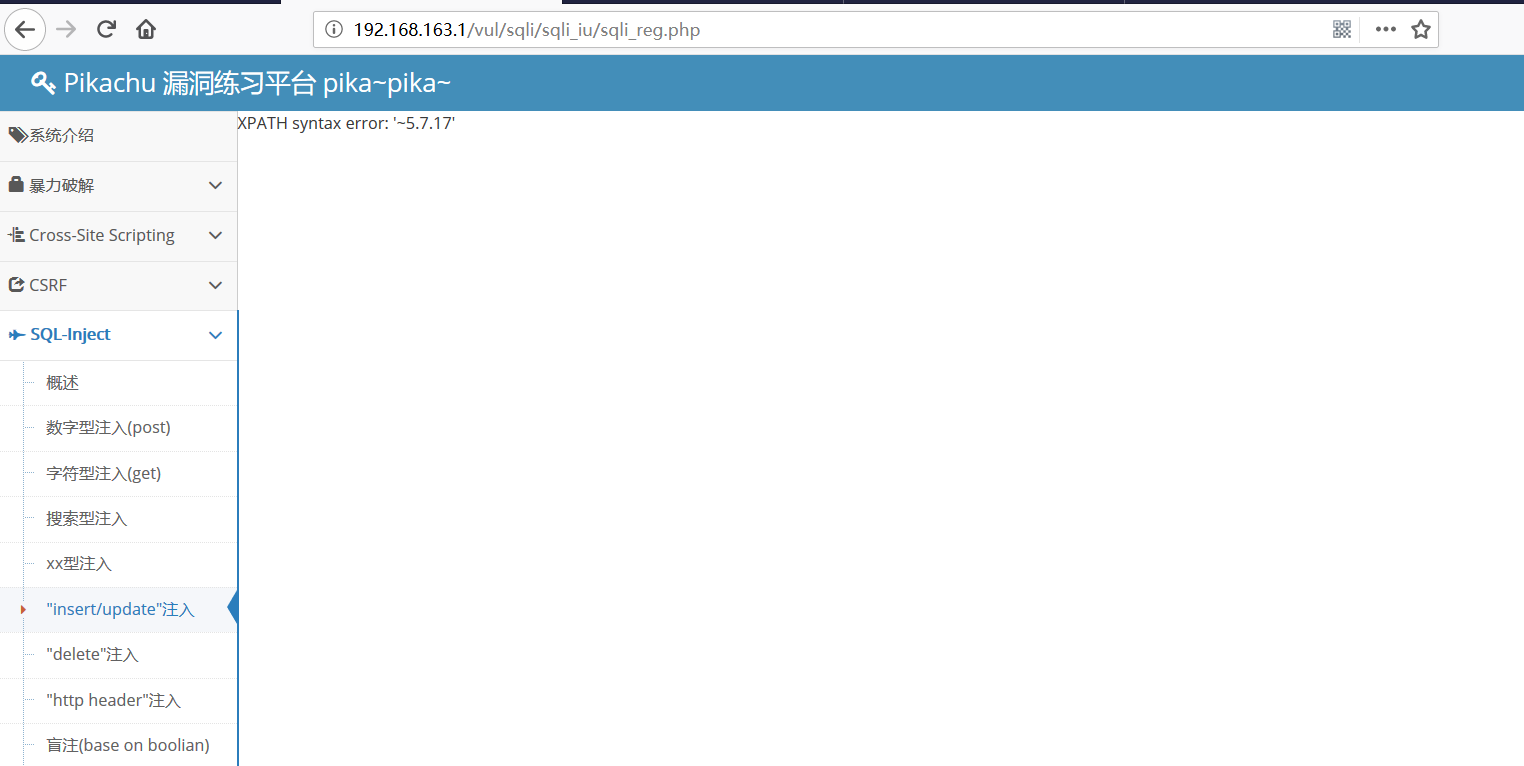 192.168.163.1/vul/sqli/sqli_iu/sqli_reg.php
Pikachu 漏洞练习平台 pika~pika~
系统介绍
XPATH syntax error: '~5.7.17'
暴力破解
Cross-Site Scripting
CSRF
SQL-Inject
概述
数字型注入(post)
字符型注入(get)
搜索型注入
xx型注入
"insert/update"注入
"delete"注入
"http header"注入
盲注(base on boolian)